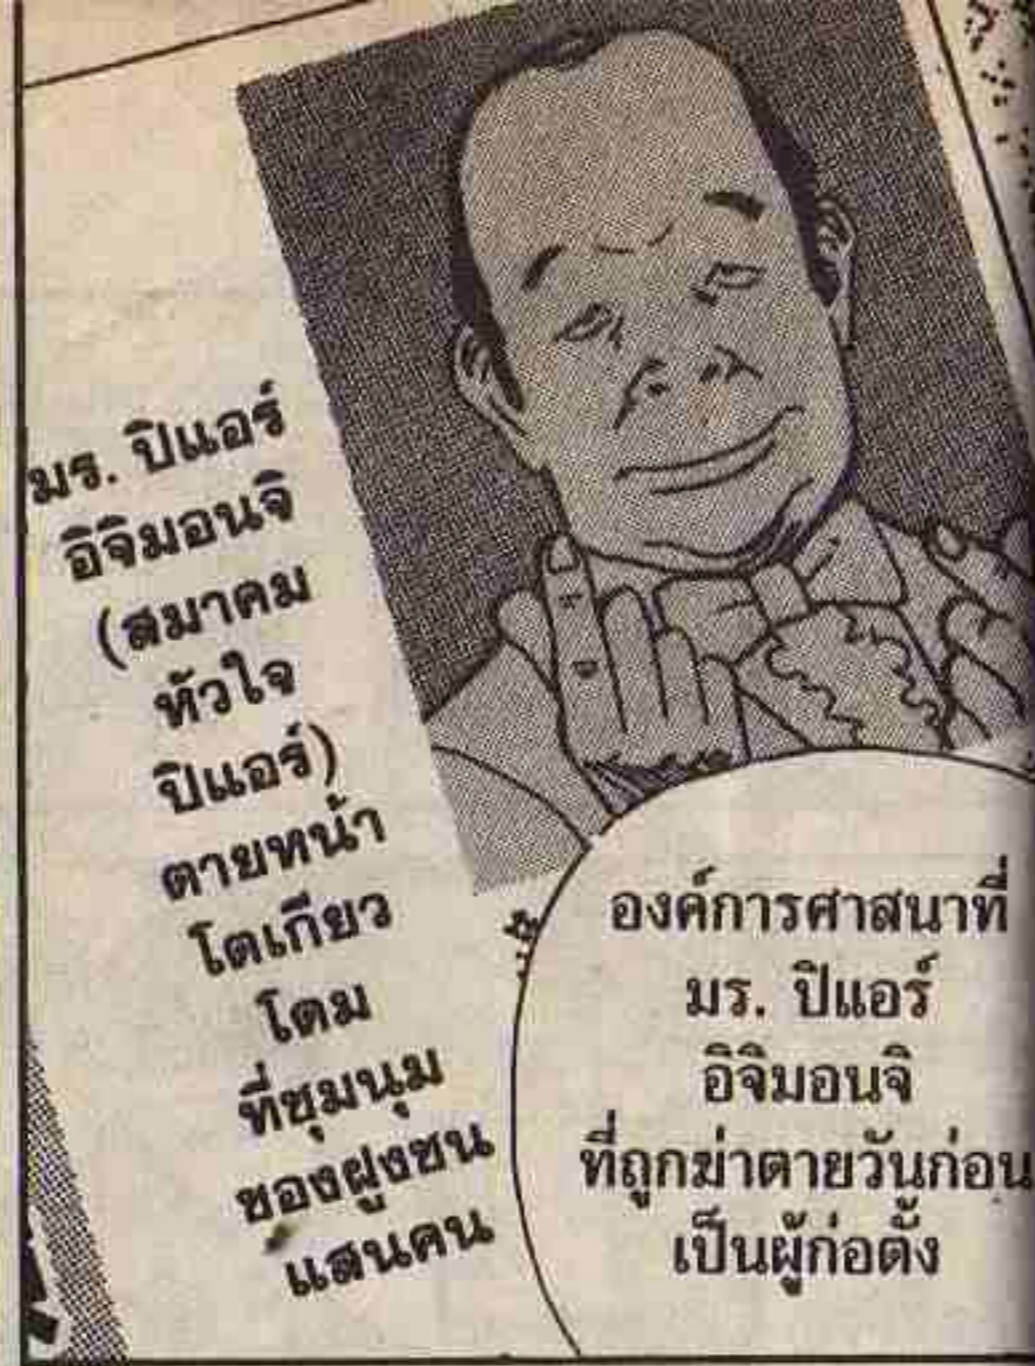 มร. ปิแอร์
อิจิมอนจิ
(สมาคม
หัวใจ
ปิแอร์)
ตายหน้า
โตเกียว
โดม
ที่ชุมนุม
ของฝูงชน
แสนคน
องค์การศาสนาที่
มร. ปิแอร์
อิจิมอนจิ
ที่ถูกฆ่าตายวันก่อน
เป็นผู้ก่อตั้ง